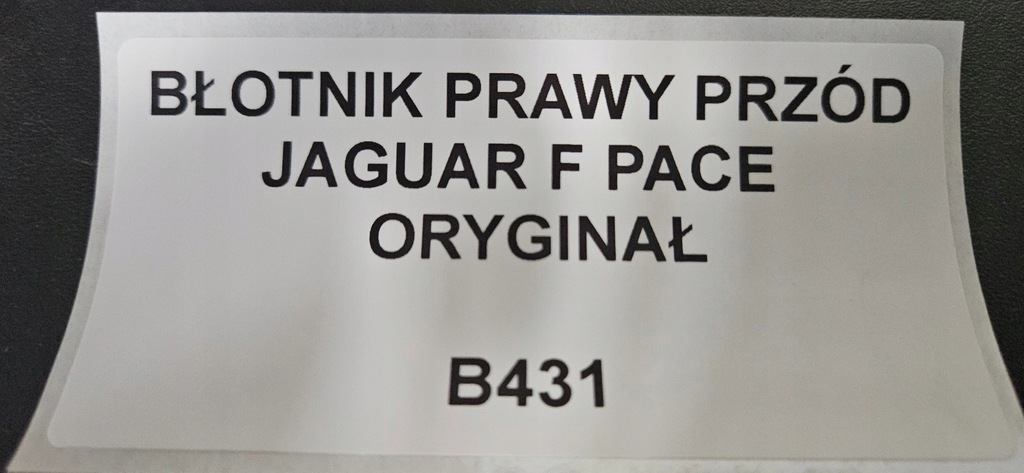 BŁOTNIK PRAWY PRZÓD
JAGUAR F PACE
ORYGINAŁ
B431